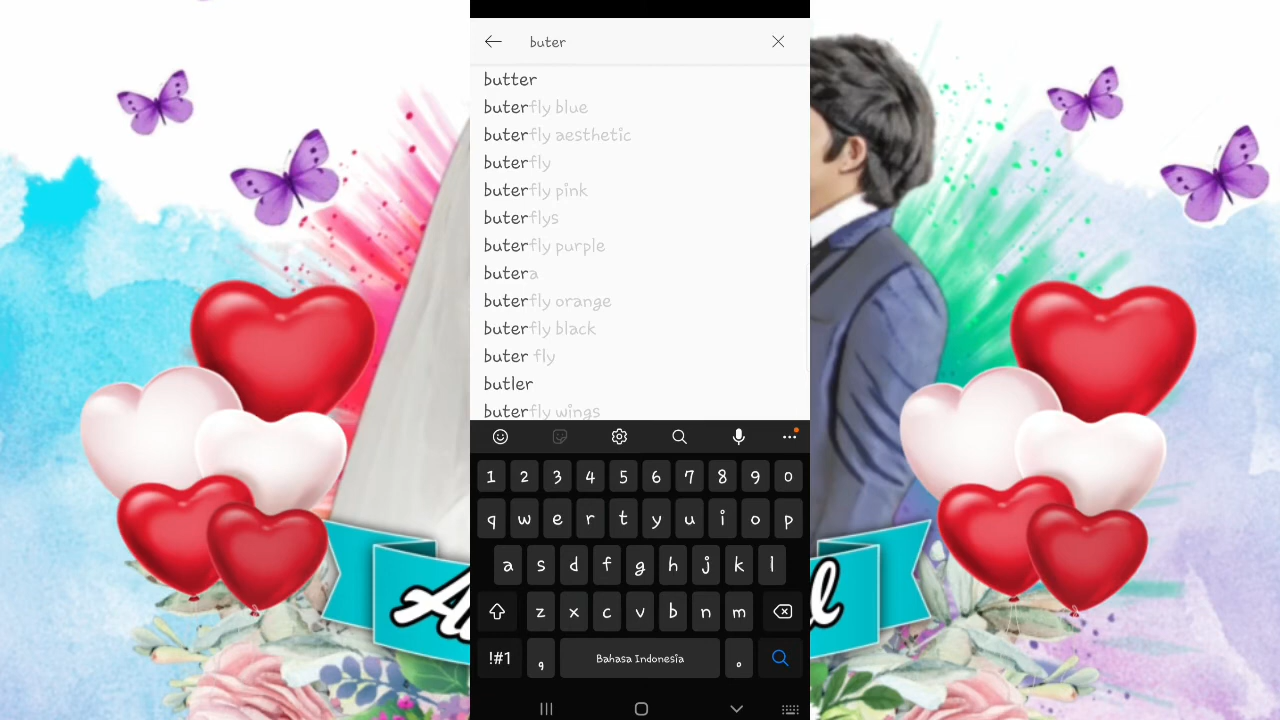 buter
butter
buterfly blue
buterfly aesthetic
buterfly
buterfly pink
buterflys
buterfly purple
butera
buterfly orange
buterfly black
buter fly
butler
buterfly wings
1 2 3 4 5 6 7 8 9 0
q w e r t y u i o p
a s d f g h j k l
z x c v b n m
!#1 , Bahasa Indonesia .